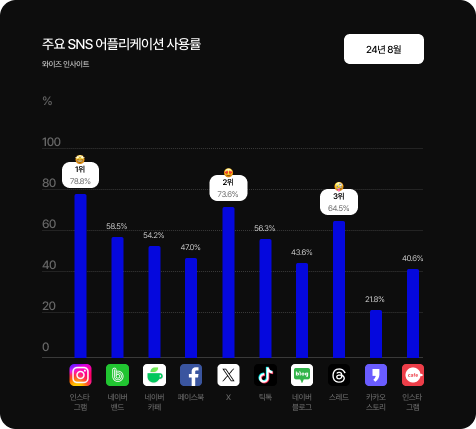 주요 SNS 어플리케이션 사용률
24년 8월
와이즈 인사이트
%
100
80
60
40
20
0
1위
78.8%
58.5%
54.2%
47.0%
2위
73.6%
56.3%
43.6%
3위
64.5%
21.8%
40.6%
blog
cafe
인스타
그램
네이버
밴드
네이버
카페
페이스북
X
틱톡
네이버
블로그
스레드
카카오
스토리
인스타
그램